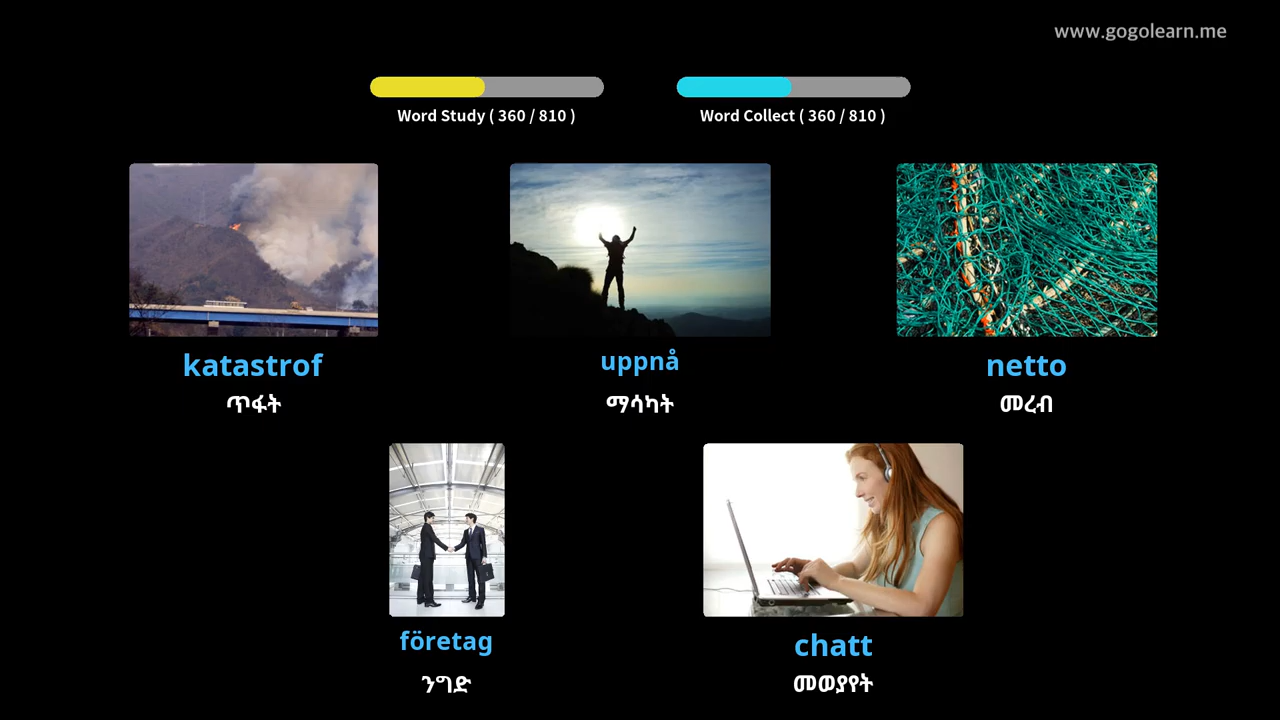 www.gogolearn.me
Word Study ( 360 / 810 )
Word Collect ( 360 / 810 )
katastrof
ጥፋት
uppnå
ማሳካት
netto
መረብ
företag
ንግድ
chatt
መወያየት